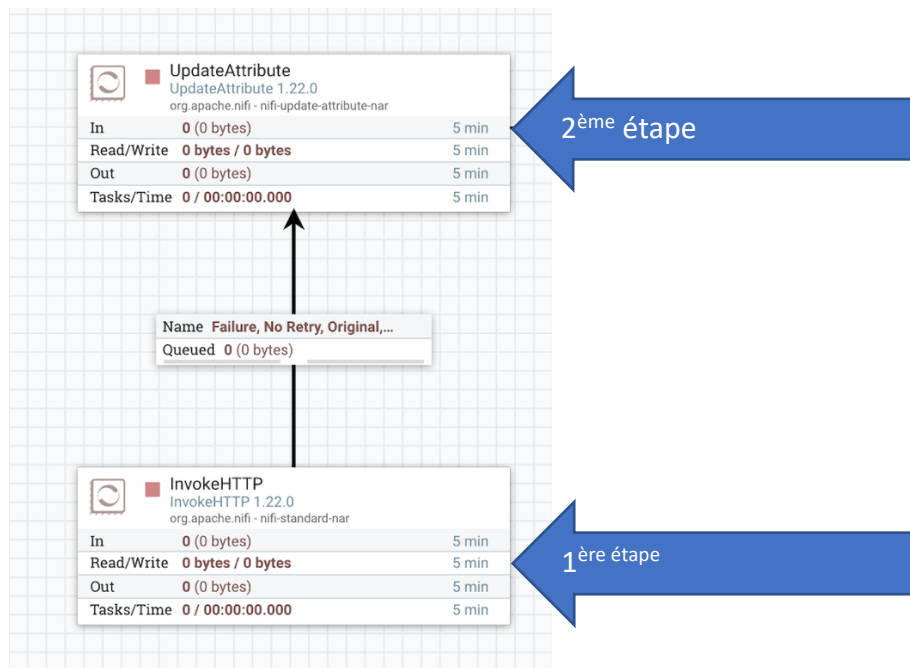 UpdateAttribute
UpdateAttribute 1.22.0
org.apache.nifi - nifi-update-attribute-nar
In 0 (0 bytes) 5 min
Read/Write 0 bytes / 0 bytes 5 min
Out 0 (0 bytes) 5 min
Tasks/Time 0 / 00:00:00.000 5 min
2ème étape
Name Failure, No Retry, Original,...
Queued 0 (0 bytes)
InvokeHTTP
InvokeHTTP 1.22.0
org.apache.nifi - nifi-standard-nar
In 0 (0 bytes) 5 min
Read/Write 0 bytes / 0 bytes 5 min
Out 0 (0 bytes) 5 min
Tasks/Time 0 / 00:00:00.000 5 min
1ère étape